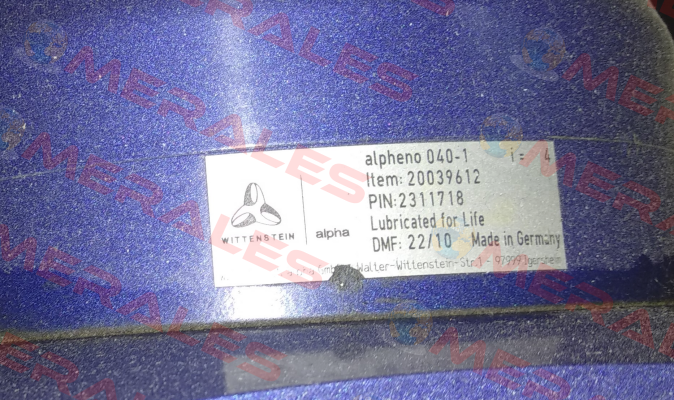 OMERALES
alpheno 040-1 i = 4
Item: 20039612
PIN: 2311718
Lubricated for Life
DMF: 22/10 Made in Germany
WITTENSTEIN alpha
Walter-Wittenstein-Str.1 - 97999 Igersheim